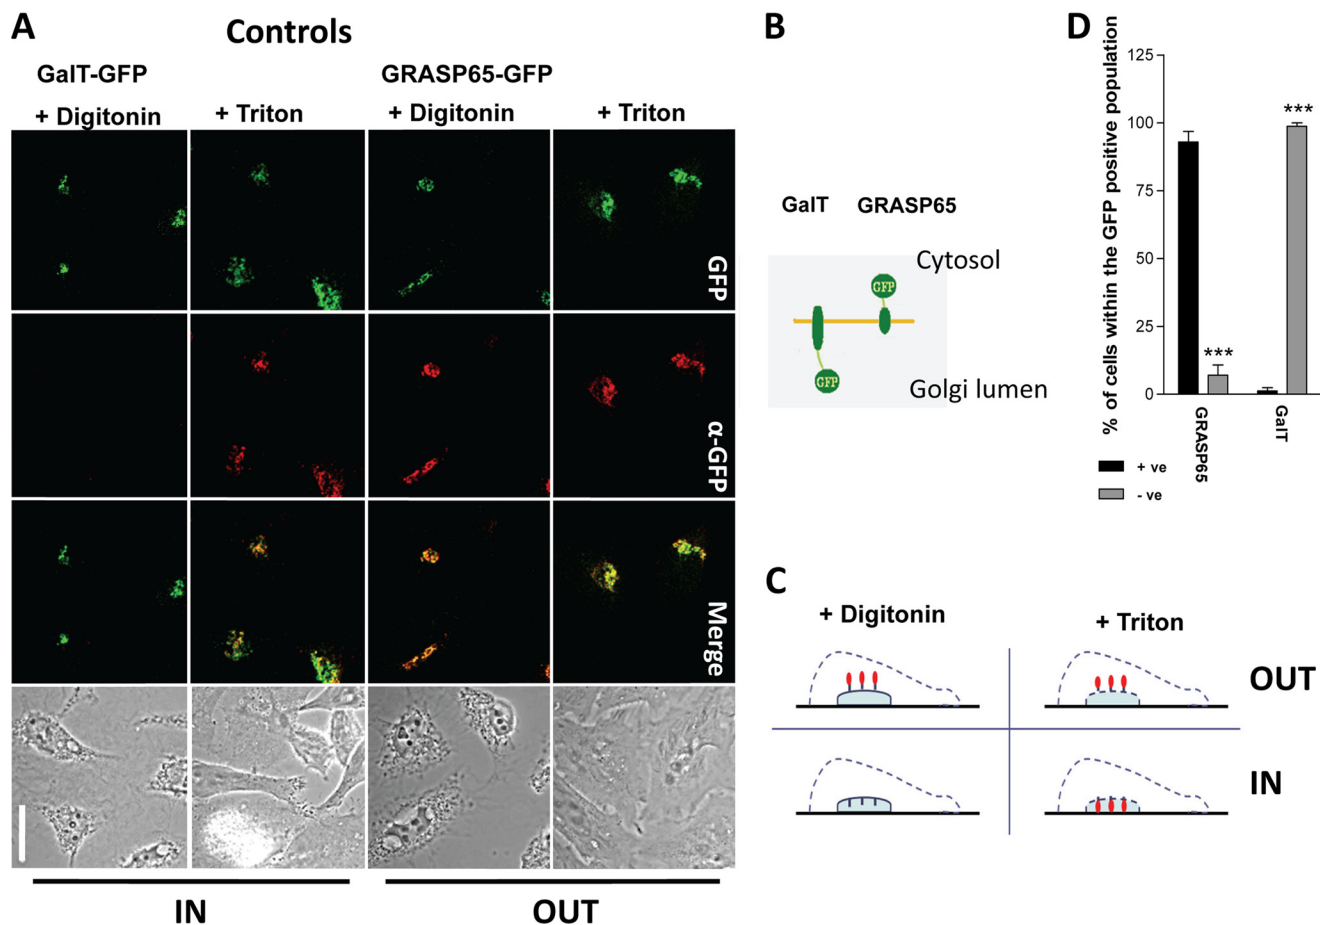 A
Controls
GalT-GFP
GRASP65-GFP
+ Digitonin
+ Triton
+ Digitonin
+ Triton
GFP
α-GFP
Merge
IN
OUT
B
GalT
GRASP65
Cytosol
GFP
GFP
Golgi lumen
D
% of cells within the GFP positive population
125
100
75
50
25
0
***
***
GRASP65
GalT
+ ve
- ve
C
+ Digitonin
+ Triton
OUT
IN